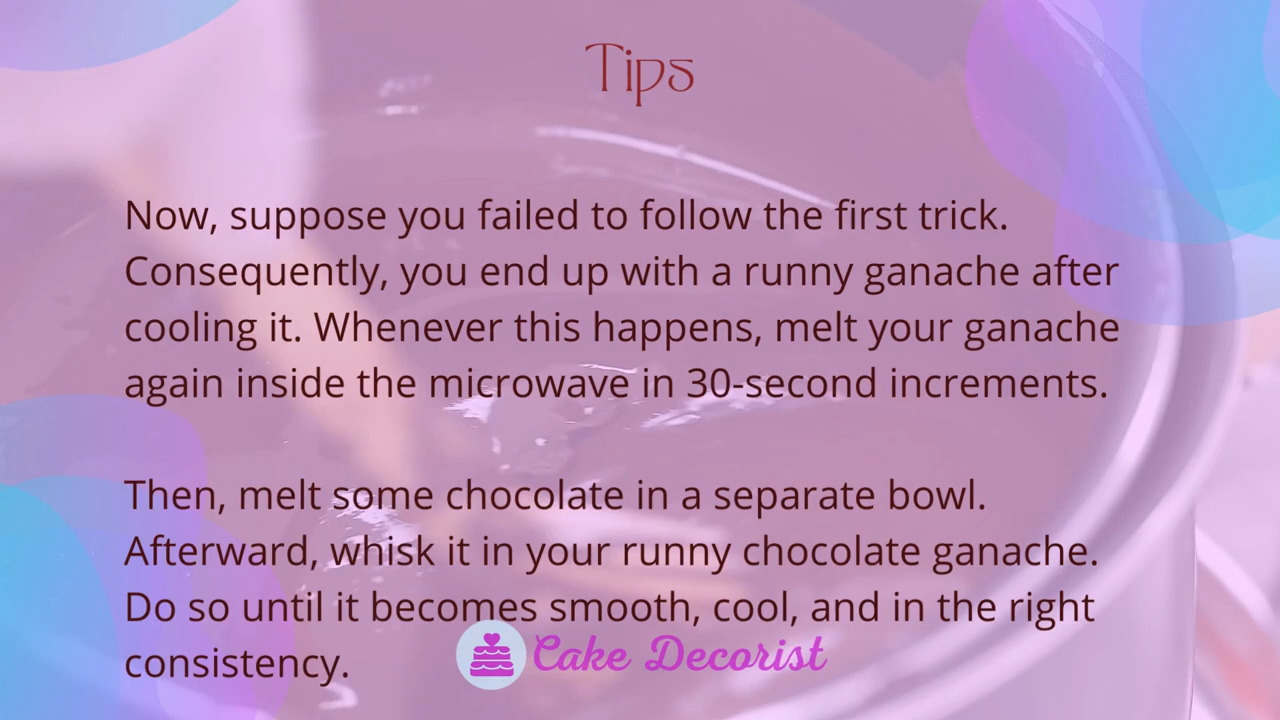 Tips
Now, suppose you failed to follow the first trick.
Consequently, you end up with a runny ganache after
cooling it. Whenever this happens, melt your ganache
again inside the microwave in 30-second increments.
Then, melt some chocolate in a separate bowl.
Afterward, whisk it in your runny chocolate ganache.
Do so until it becomes smooth, cool, and in the right
consistency.
Cake Decorist